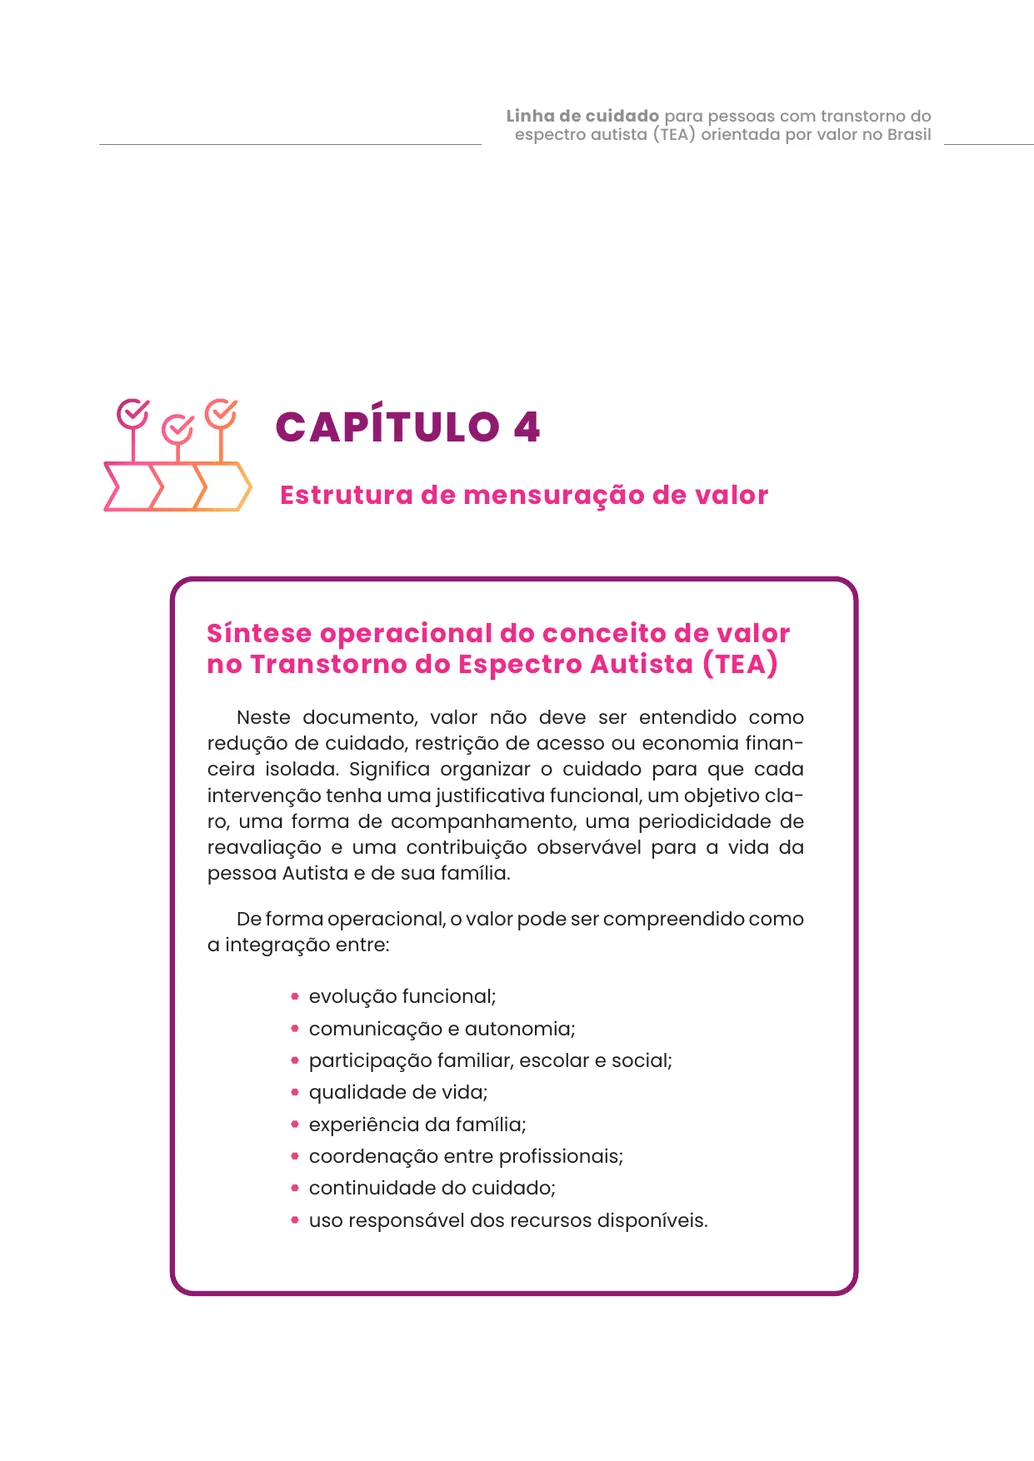 Linha de cuidado para pessoas com transtorno do
espectro autista (TEA) orientada por valor no Brasil
CAPÍTULO 4
Estrutura de mensuração de valor
Síntese operacional do conceito de valor
no Transtorno do Espectro Autista (TEA)
Neste documento, valor não deve ser entendido como
redução de cuidado, restrição de acesso ou economia finan-
ceira isolada. Significa organizar o cuidado para que cada
intervenção tenha uma justificativa funcional, um objetivo cla-
ro, uma forma de acompanhamento, uma periodicidade de
reavaliação e uma contribuição observável para a vida da
pessoa Autista e de sua família.
De forma operacional, o valor pode ser compreendido como
a integração entre:
• evolução funcional;
• comunicação e autonomia;
• participação familiar, escolar e social;
• qualidade de vida;
• experiência da família;
• coordenação entre profissionais;
• continuidade do cuidado;
• uso responsável dos recursos disponíveis.